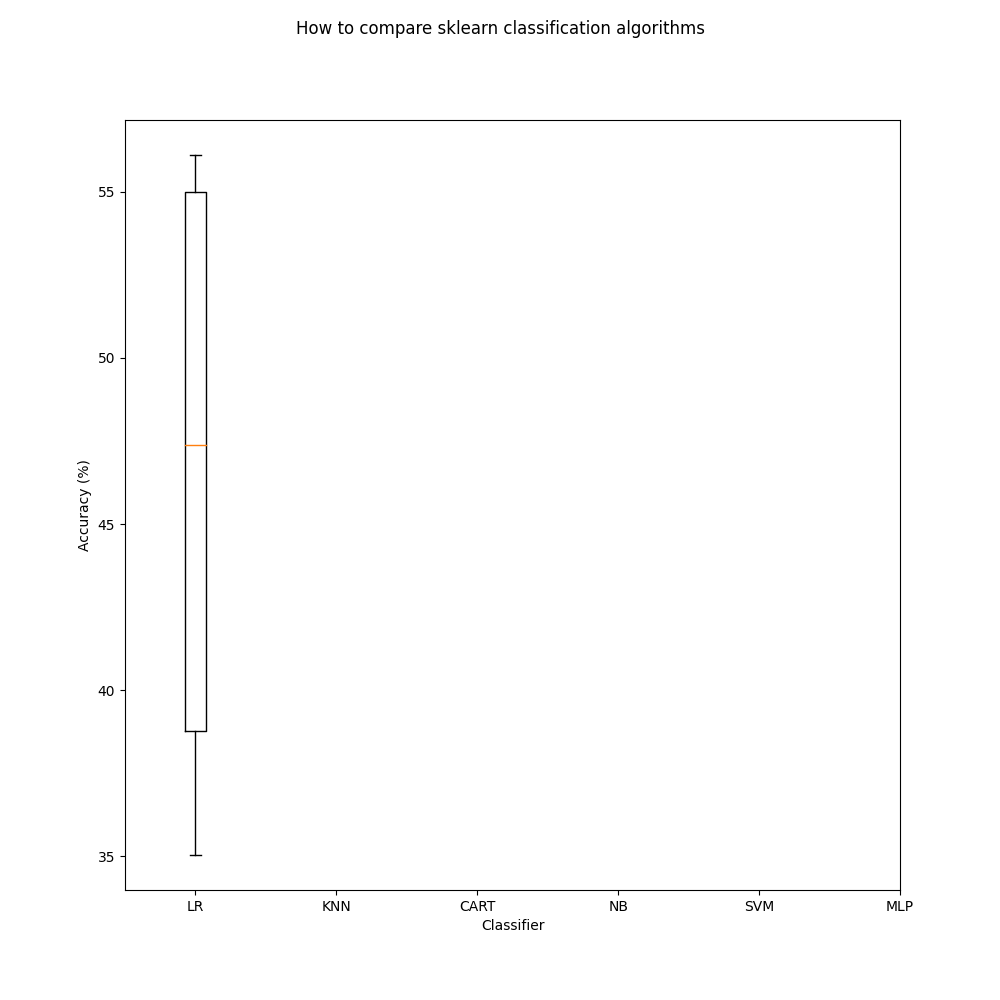 How to compare sklearn classification algorithms
55
50
45
40
35
Accuracy (%)
LR KNN CART NB SVM MLP
Classifier